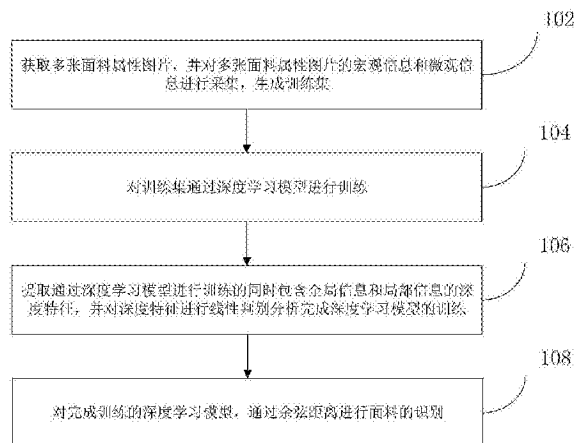 102
获取多张面料属性图片，并对多张面料属性图片的宏观信息和微观信
息进行采集，生成训练集
104
对训练集通过深度学习模型进行训练
106
提取通过深度学习模型进行训练的同时包含全局信息和局部信息的深
度特征，并对深度特征进行线性判别分析完成深度学习模型的训练
108
对完成训练的深度学习模型，通过余弦距离进行面料的识别